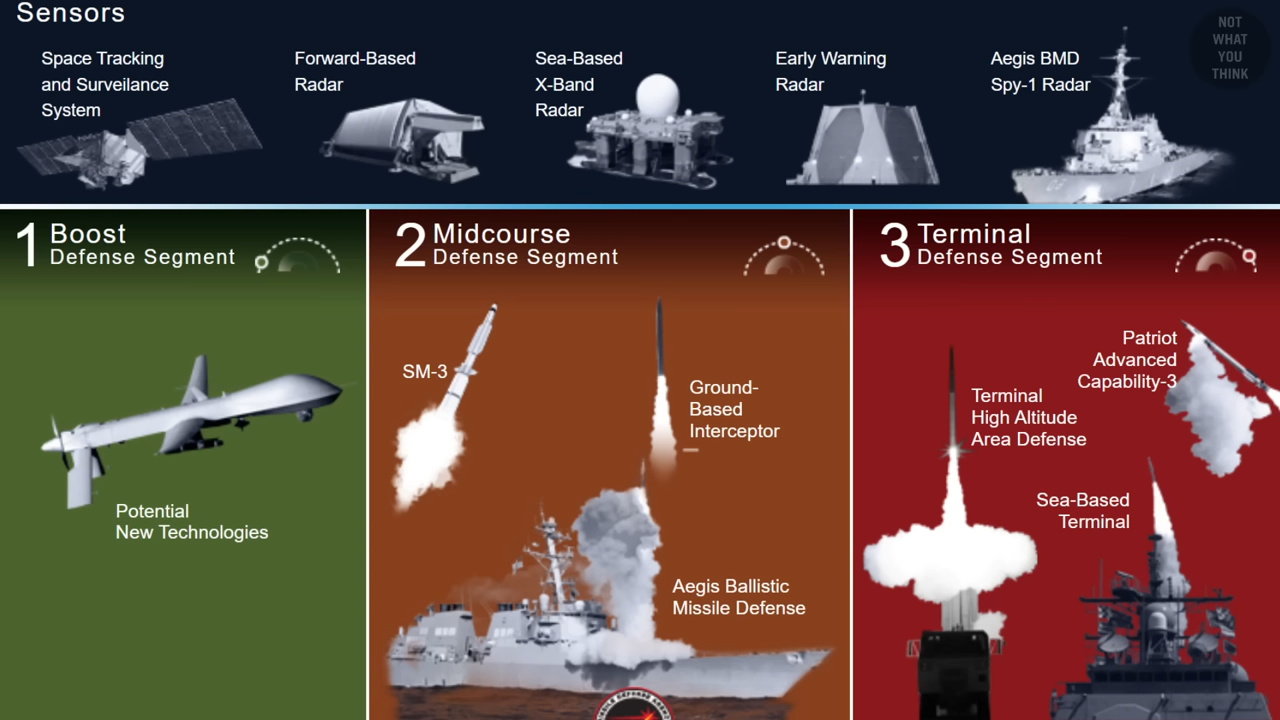 Sensors
NOT
WHAT
YOU
THINK
Space Tracking
and Surveilance
System
Forward-Based
Radar
Sea-Based
X-Band
Radar
Early Warning
Radar
Aegis BMD
Spy-1 Radar
1 Boost
Defense Segment
2 Midcourse
Defense Segment
3 Terminal
Defense Segment
Potential
New Technologies
SM-3
Ground-
Based
Interceptor
Aegis Ballistic
Missile Defense
Patriot
Advanced
Capability-3
Terminal
High Altitude
Area Defense
Sea-Based
Terminal